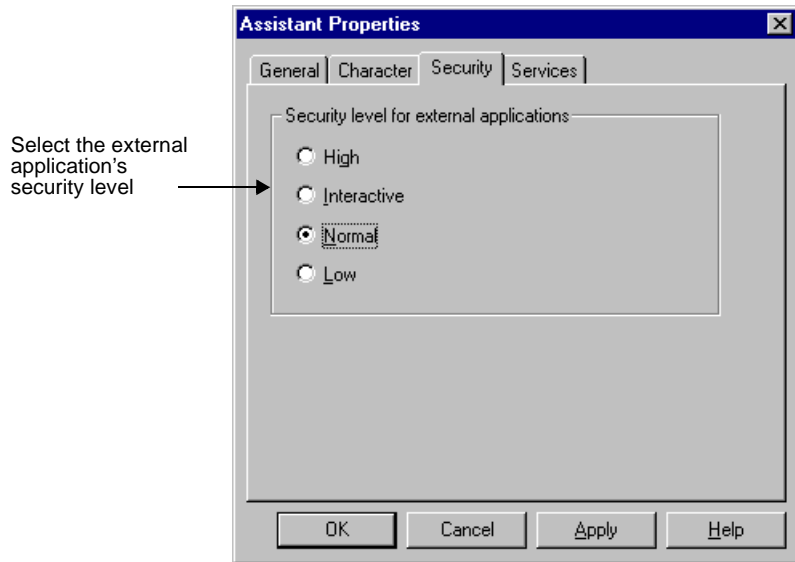 Assistant Properties
General Character Security Services
Security level for external applications
High
Select the external
application's
security level
Interactive
Normal
Low
OK Cancel Apply Help